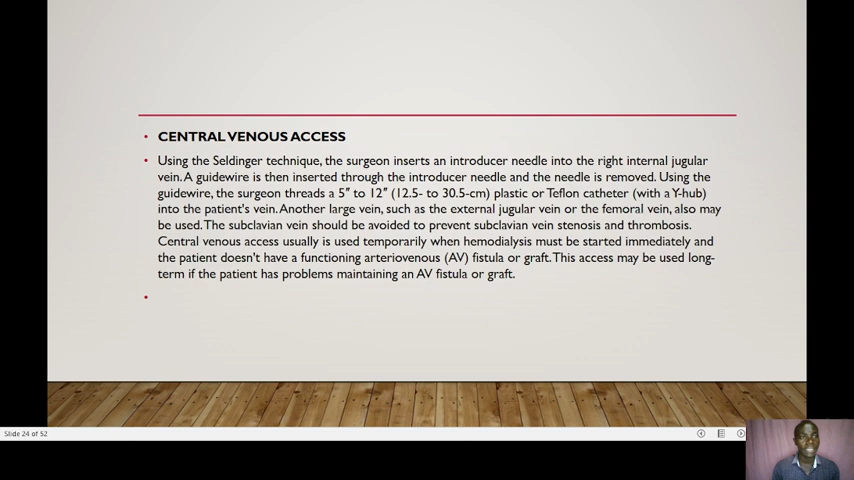 CENTRAL VENOUS ACCESS
Using the Seldinger technique, the surgeon inserts an introducer needle into the right internal jugular
vein. A guidewire is then inserted through the introducer needle and the needle is removed. Using the
guidewire, the surgeon threads a 5″ to 12″ (12.5- to 30.5-cm) plastic or Teflon catheter (with a Y-hub)
into the patient's vein. Another large vein, such as the external jugular vein or the femoral vein, also may
be used. The subclavian vein should be avoided to prevent subclavian vein stenosis and thrombosis.
Central venous access usually is used temporarily when hemodialysis must be started immediately and
the patient doesn't have a functioning arteriovenous (AV) fistula or graft. This access may be used long-
term if the patient has problems maintaining an AV fistula or graft.
Slide 24 of 52